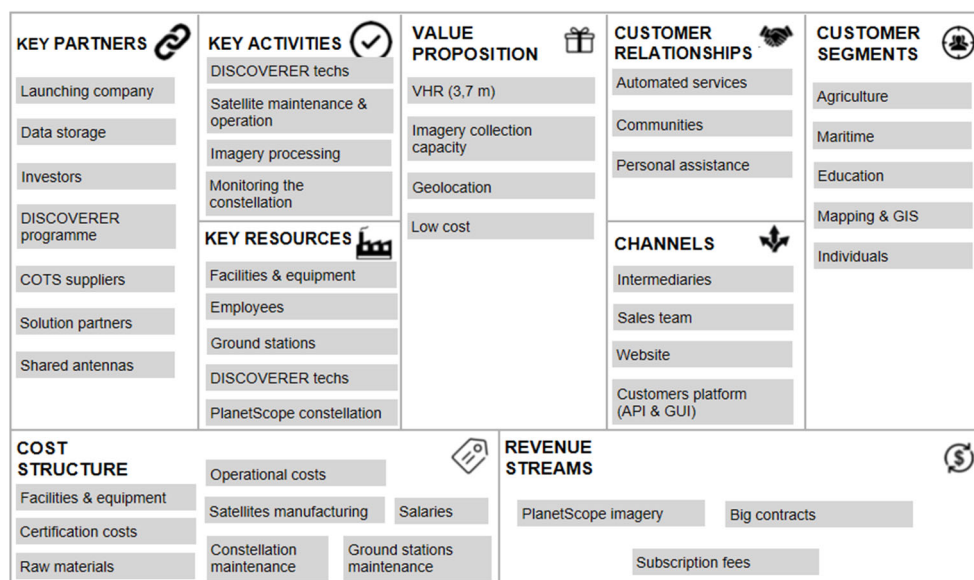 KEY PARTNERS
Launching company
Data storage
Investors
DISCOVERER
programme
COTS suppliers
Solution partners
Shared antennas
KEY ACTIVITIES
DISCOVERER techs
Satellite maintenance &
operation
Imagery processing
Monitoring the
constellation
KEY RESOURCES
Facilities & equipment
Employees
Ground stations
DISCOVERER techs
PlanetScope constellation
VALUE
PROPOSITION
VHR (3,7 m)
Imagery collection
capacity
Geolocation
Low cost
CUSTOMER
RELATIONSHIPS
Automated services
Communities
Personal assistance
CHANNELS
Intermediaries
Sales team
Website
Customers platform
(API & GUI)
CUSTOMER
SEGMENTS
Agriculture
Maritime
Education
Mapping & GIS
Individuals
COST
STRUCTURE
Facilities & equipment
Certification costs
Raw materials
Operational costs
Satellites manufacturing
Salaries
Constellation
maintenance
Ground stations
maintenance
REVENUE
STREAMS
$
PlanetScope imagery
Big contracts
Subscription fees